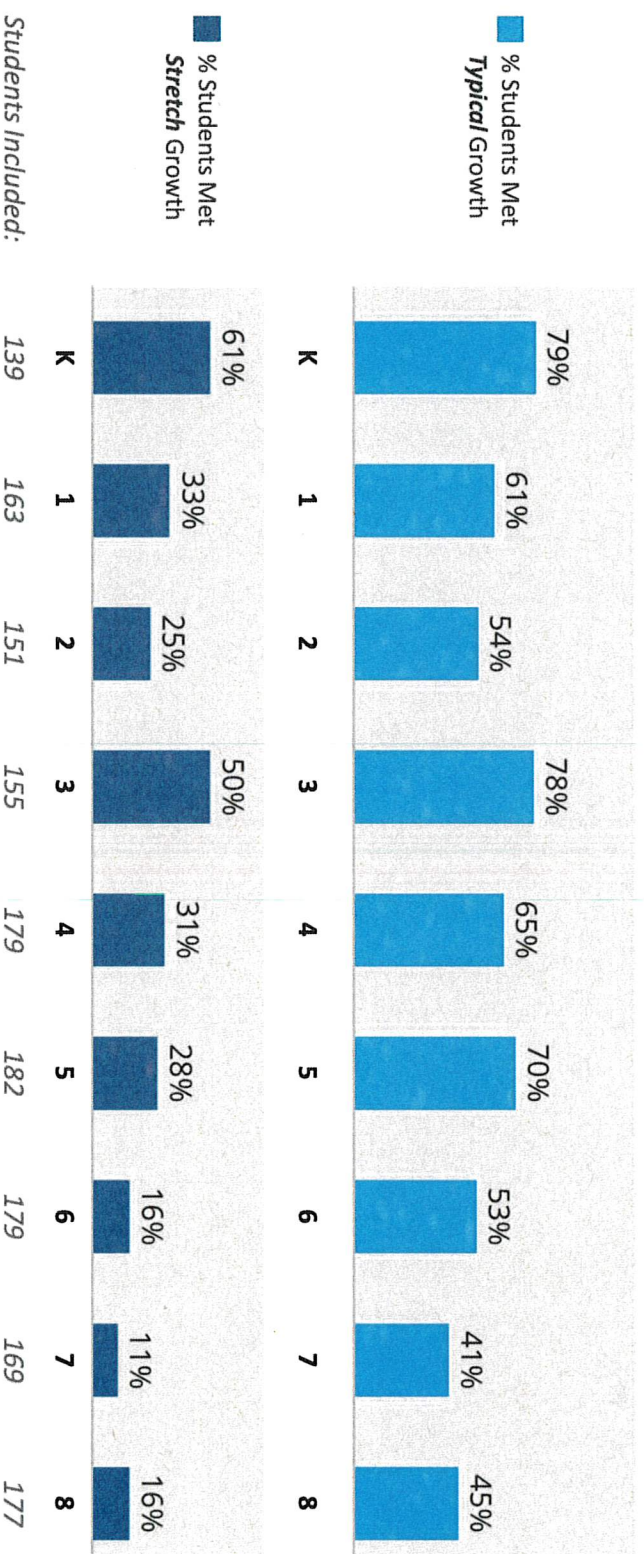 % Students Met
Typical Growth
79% 61% 54% 78% 65% 70% 53% 41% 45%
K 1 2 3 4 5 6 7 8
% Students Met
Stretch Growth
61% 33% 25% 50% 31% 28% 16% 11% 16%
K 1 2 3 4 5 6 7 8
Students Included: 139 163 151 155 179 182 179 169 177